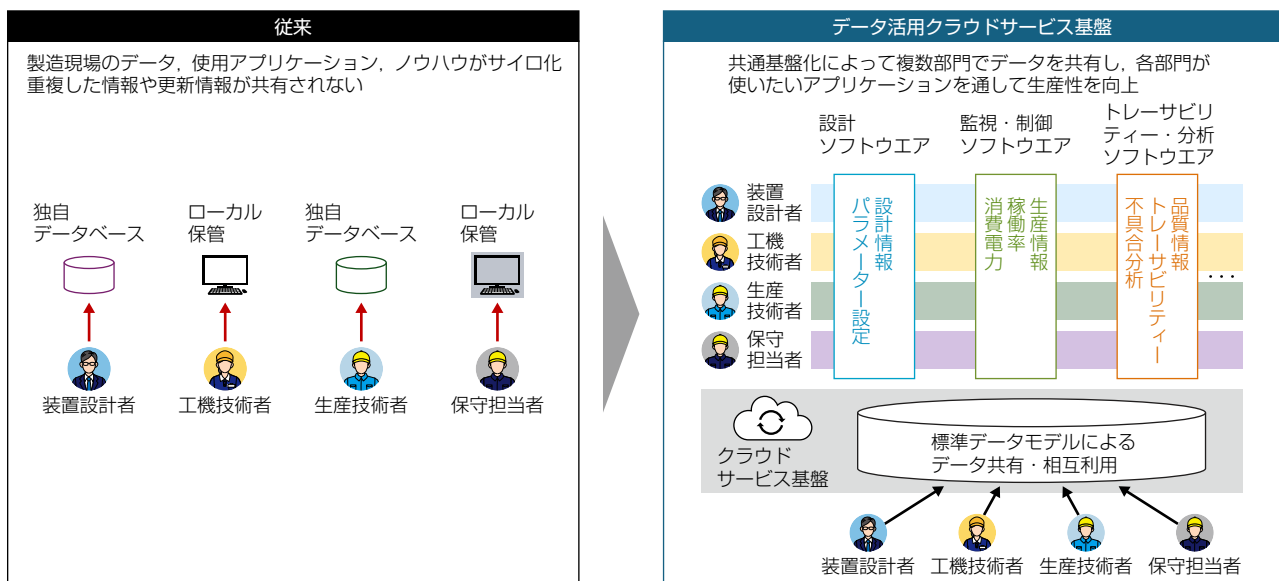 従来
製造現場のデータ，使用アプリケーション，ノウハウがサイロ化
重複した情報や更新情報が共有されない
独自
データベース
ローカル
保管
独自
データベース
ローカル
保管
装置設計者
工機技術者
生産技術者
保守担当者
データ活用クラウドサービス基盤
共通基盤化によって複数部門でデータを共有し，各部門が
使いたいアプリケーションを通して生産性を向上
設計
ソフトウエア
監視・制御
ソフトウエア
トレーサビリ
ティー・分析
ソフトウエア
装置
設計者
工機
技術者
生産
技術者
保守
担当者
設計情報
パラメーター設定
生産情報
稼働率
消費電力
品質情報
トレーサビリティー
不具合分析
…
クラウド
サービス基盤
標準データモデルによる
データ共有・相互利用
装置設計者
工機技術者
生産技術者
保守担当者